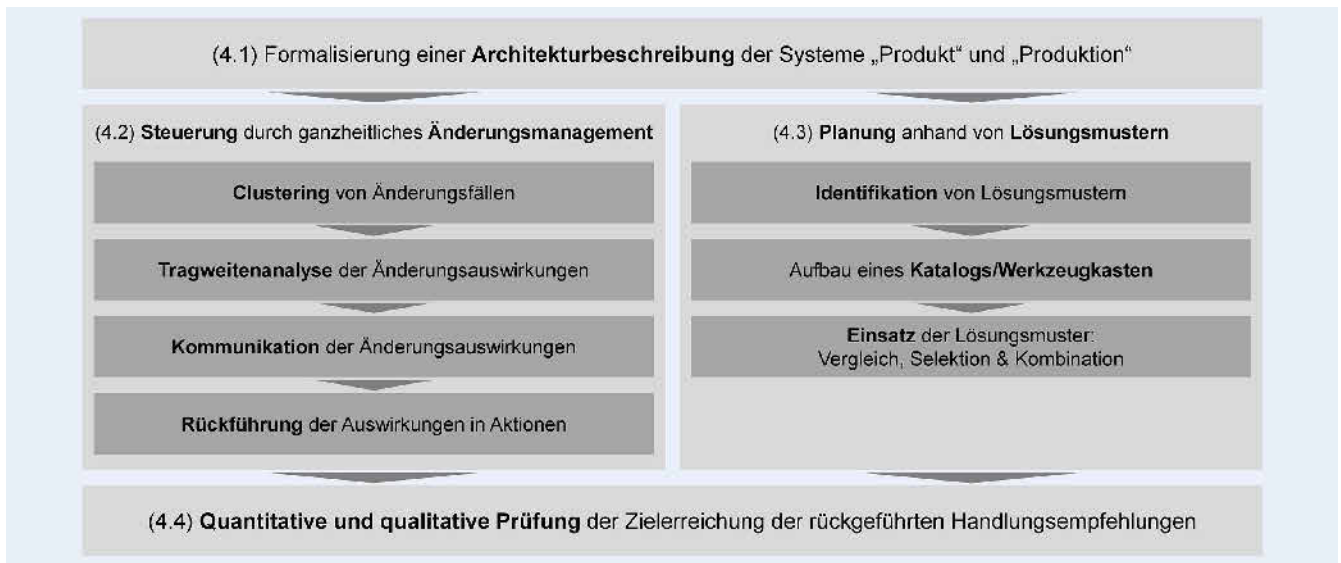 (4.1) Formalisierung einer Architekturbeschreibung der Systeme „Produkt“ und „Produktion“
(4.2) Steuerung durch ganzheitliches Änderungsmanagement
Clustering von Änderungsfällen
Tragweitenanalyse der Änderungsauswirkungen
Kommunikation der Änderungsauswirkungen
Rückführung der Auswirkungen in Aktionen
(4.3) Planung anhand von Lösungsmustern
Identifikation von Lösungsmustern
Aufbau eines Katalogs/Werkzeugkasten
Einsatz der Lösungsmuster:
Vergleich, Selektion & Kombination
(4.4) Quantitative und qualitative Prüfung der Zielerreichung der rückgeführten Handlungsempfehlungen